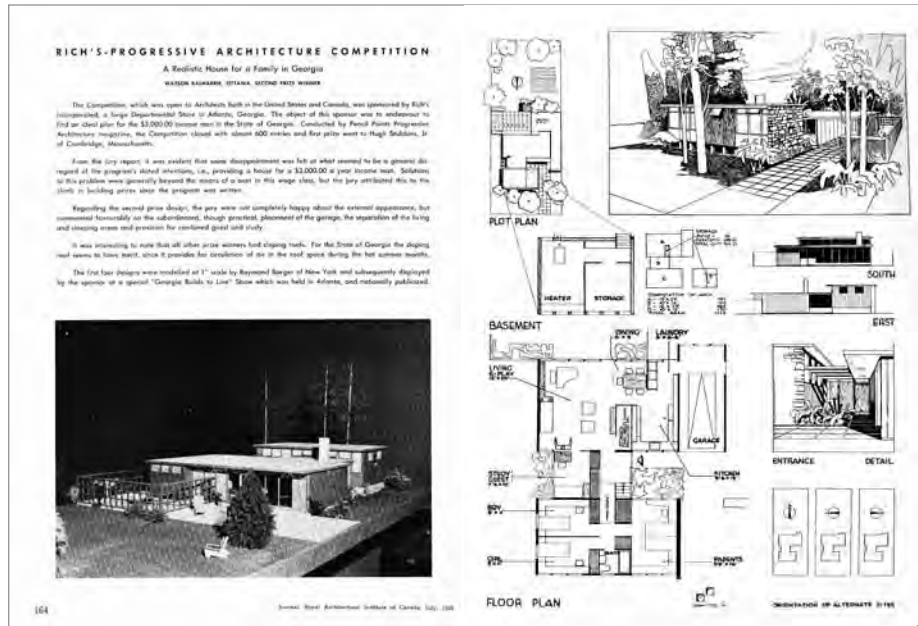 RICH'S-PROGRESSIVE ARCHITECTURE COMPETITION
A Realistic House for a Family in Georgia
WATSON BALHARRIE, OTTAWA, SECOND PRIZE WINNER
The Competition, which was open to Architects both in the United States and Canada, was sponsored by Rich's
Incorporated, a large Departmental Store in Atlanta, Georgia. The object of this sponsor was to endeavour to
find an ideal plan for the $3,000.00 income man in the State of Georgia. Conducted by Pencil Points Progressive
Architecture magazine, the Competition closed with almost 600 entries and first prize went to Hugh Stubbins, Jr.
of Cambridge, Massachusetts.
From the jury report, it was evident that some disappointment was felt at what seemed to be a general dis-
regard of the program's stated intentions, i.e., providing a house for a $3,000.00 a year income man. Solutions
to this problem were generally beyond the means of a man in this wage class, but the jury attributed this to the
climb in building prices since the program was written.
Regarding the second prize design, the jury were not completely happy about the external appearance, but
commented favourably on the subordinated, though practical, placement of the garage, the separation of the living
and sleeping areas and provision for combined guest and study.
It was interesting to note that all other prize winners had sloping roofs. For the State of Georgia the sloping
roof seems to have merit, since it provides for circulation of air in the roof space during the hot summer months.
The first four designs were modelled at 1" scale by Raymond Barger of New York and subsequently displayed
by the sponsor at a special "Georgia Builds to Live" Show which was held in Atlanta, and nationally publicized.
164
Journal Royal Architectural Institute of Canada, July,
PLOT PLAN
HEATER
STORAGE
BASEMENT
SOUTH
EAST
DINING
LAUNDRY
LIVING
& PLAY
GARAGE
STUDY
GUEST
KITCHEN
BOY
GIRL
BATH
PARENTS
FLOOR PLAN
ENTRANCE DETAIL
ORIENTATION OF ALTERNATE SITES